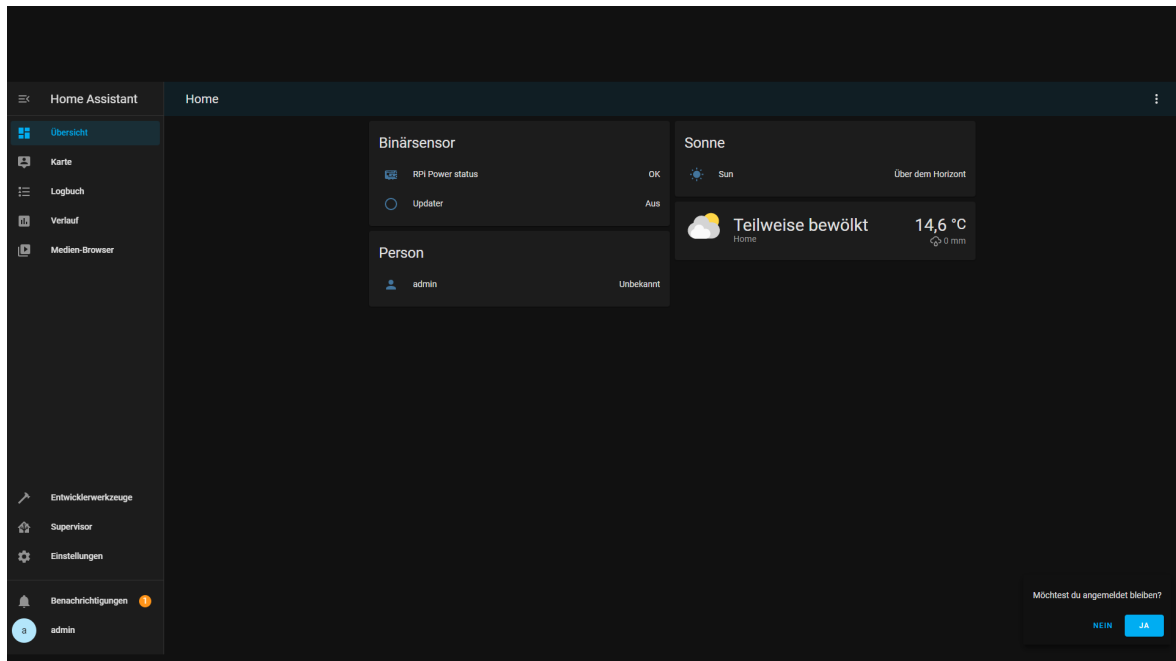 Home Assistant
Home
Übersicht
Karte
Logbuch
Verlauf
Medien-Browser
Binärsensor
RPi Power status OK
Updater Aus
Person
admin Unbekannt
Sonne
Sun Über dem Horizont
Teilweise bewölkt 14,6 °C
Home 0 mm
Entwicklerwerkzeuge
Supervisor
Einstellungen
Benachrichtigungen 1
a admin
Möchtest du angemeldet bleiben?
NEIN JA